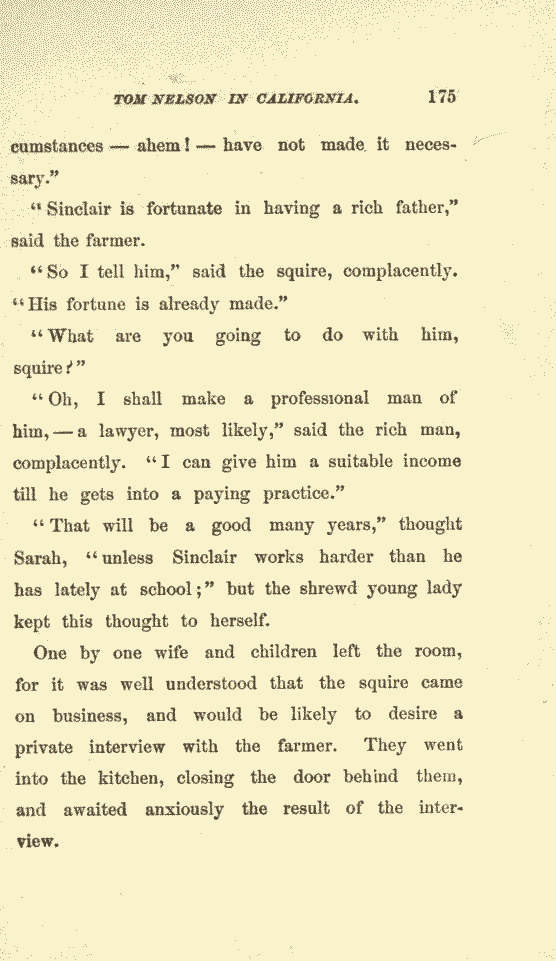 TOM NELSON IN CALIFORNIA. 175
cumstances — ahem! — have not made it neces-
sary.”
“Sinclair is fortunate in having a rich father,”
said the farmer.
“So I tell him,” said the squire, complacently.
“His fortune is already made.”
“What are you going to do with him,
squire?”
“Oh, I shall make a professional man of
him, — a lawyer, most likely,” said the rich man,
complacently. “I can give him a suitable income
till he gets into a paying practice.”
“That will be a good many years,” thought
Sarah, “unless Sinclair works harder than he
has lately at school;” but the shrewd young lady
kept this thought to herself.
One by one wife and children left the room,
for it was well understood that the squire came
on business, and would be likely to desire a
private interview with the farmer. They went
into the kitchen, closing the door behind them,
and awaited anxiously the result of the inter-
view.